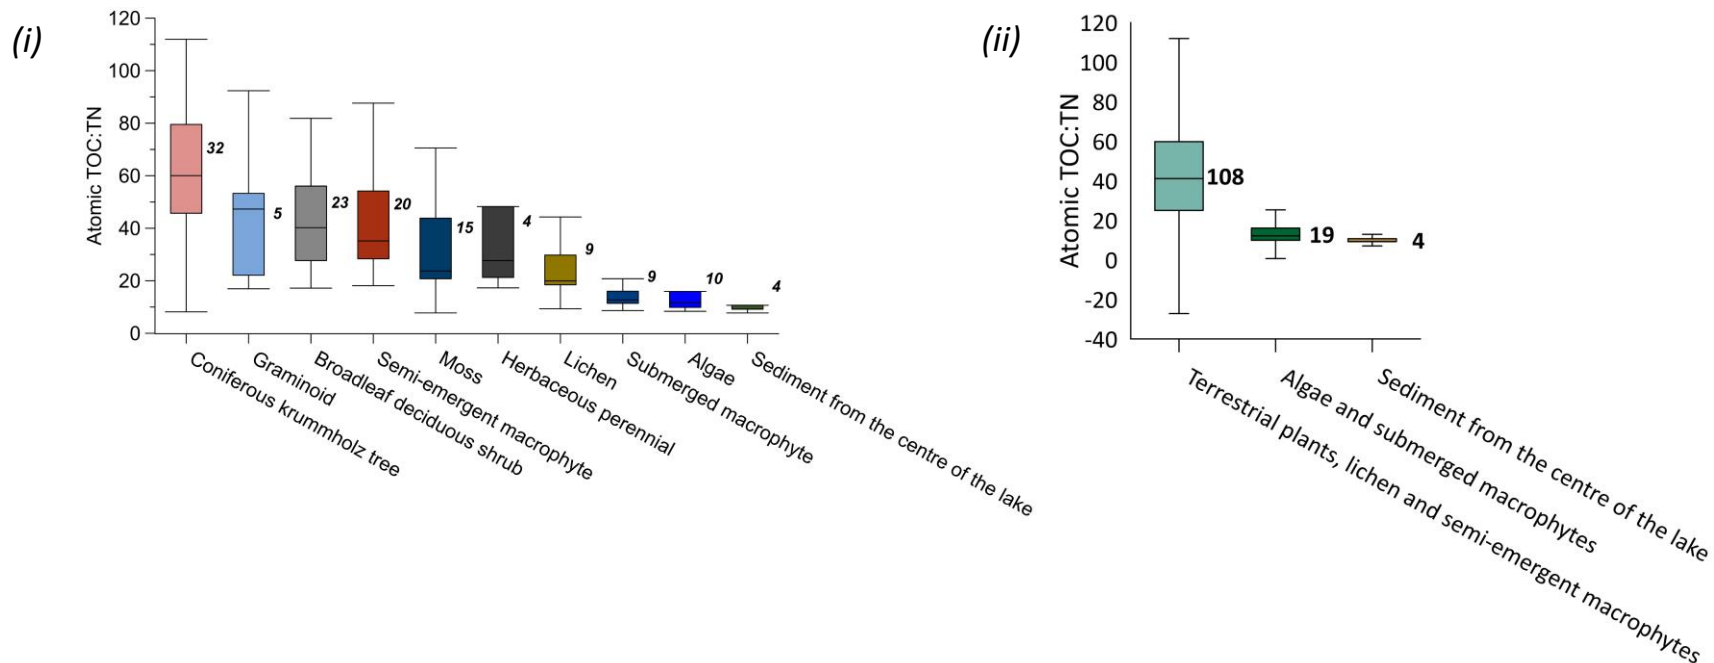 (i)
Atomic TOC:TN
120
100
80
60
40
20
0
32
5
23
20
15
4
9
9
10
4
Coniferous krummholz tree
Graminoid
Broadleaf deciduous shrub
Semi-emergent macrophyte
Moss
Herbaceous perennial
Lichen
Submerged macrophyte
Algae
Sediment from the centre of the lake
(ii)
Atomic TOC:TN
120
100
80
60
40
20
0
-20
-40
108
19
4
Terrestrial plants, lichen and semi-emergent macrophytes
Algae and submerged macrophytes
Sediment from the centre of the lake